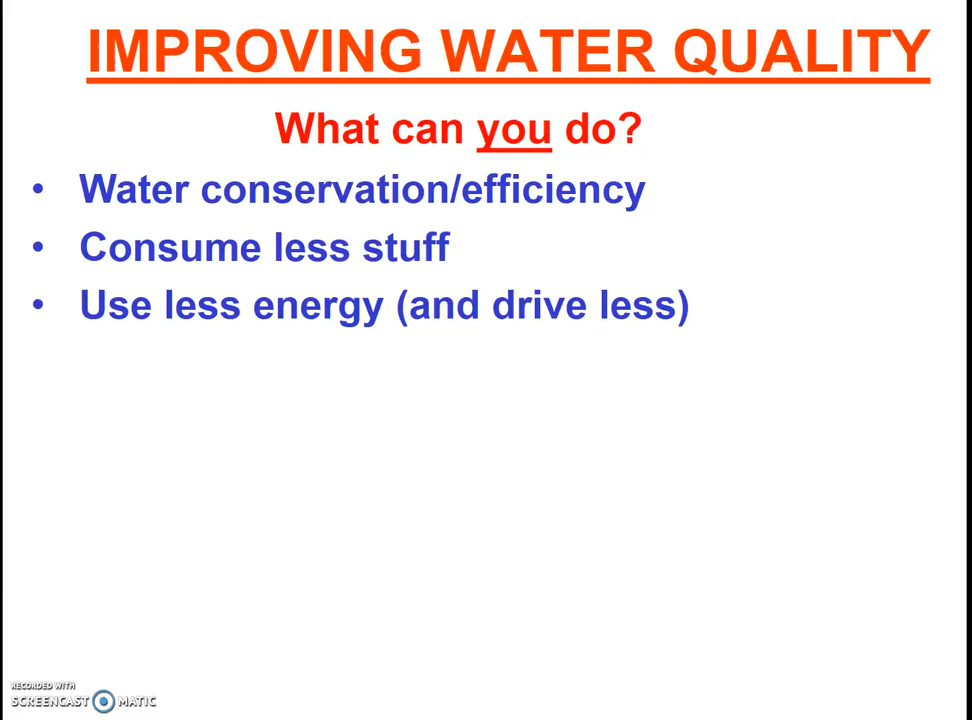 IMPROVING WATER QUALITY
What can you do?
• Water conservation/efficiency
• Consume less stuff
• Use less energy (and drive less)
RECORDED WITH
SCREENCAST MATIC